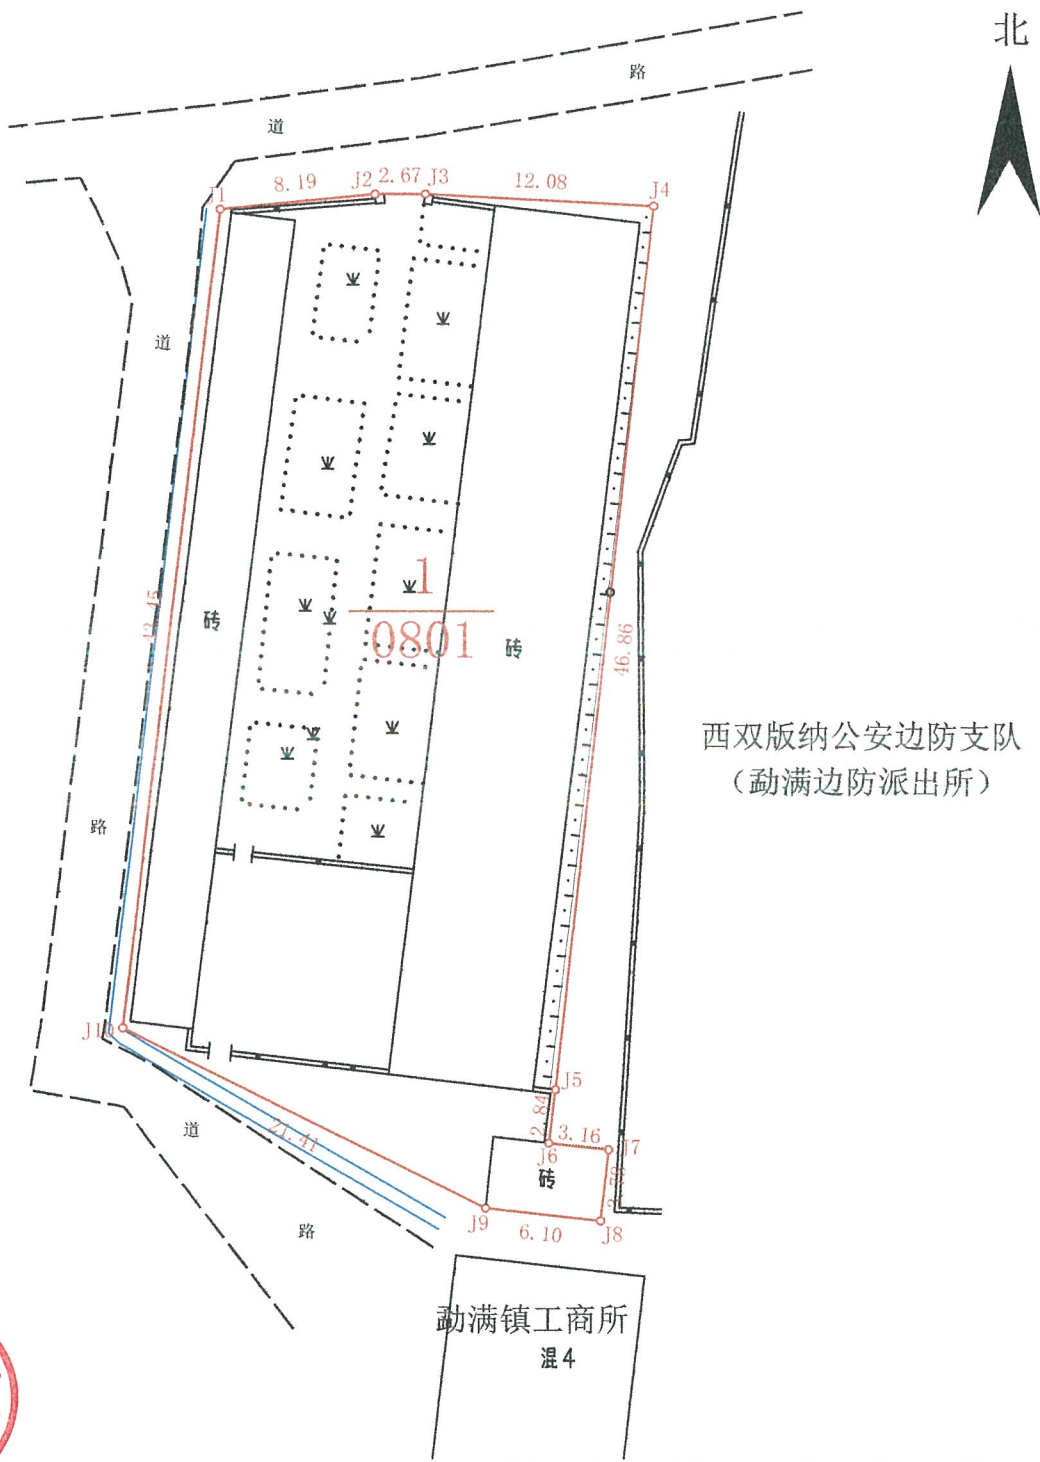 北
路
道
J1
8.19
J2
2.67
J3
12.08
J4
道
43.46
砖
1
0801
砖
46.86
西双版纳公安边防支队
（勐满边防派出所）
路
J10
J5
2.84
道
21.41
J6
3.16
J7
砖
J9
6.10
J8
路
勐满镇工商所
混4